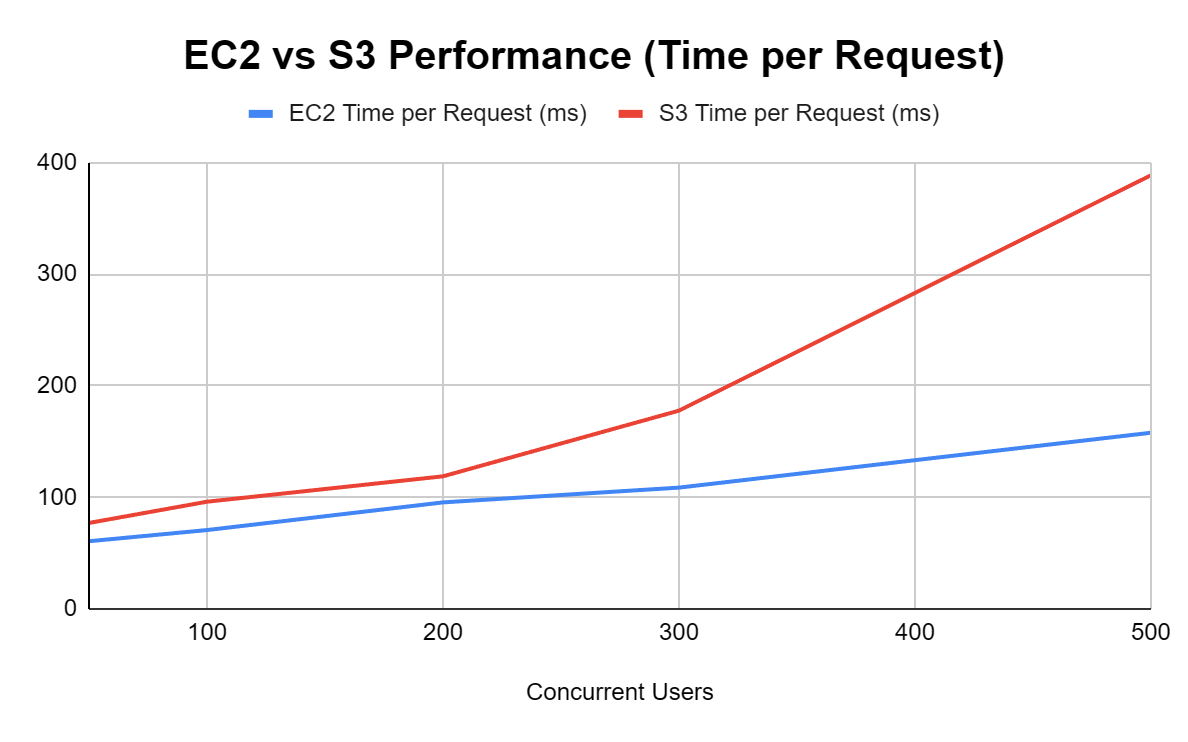 EC2 vs S3 Performance (Time per Request)
EC2 Time per Request (ms) S3 Time per Request (ms)
400
300
200
100
0
100 200 300 400 500
Concurrent Users